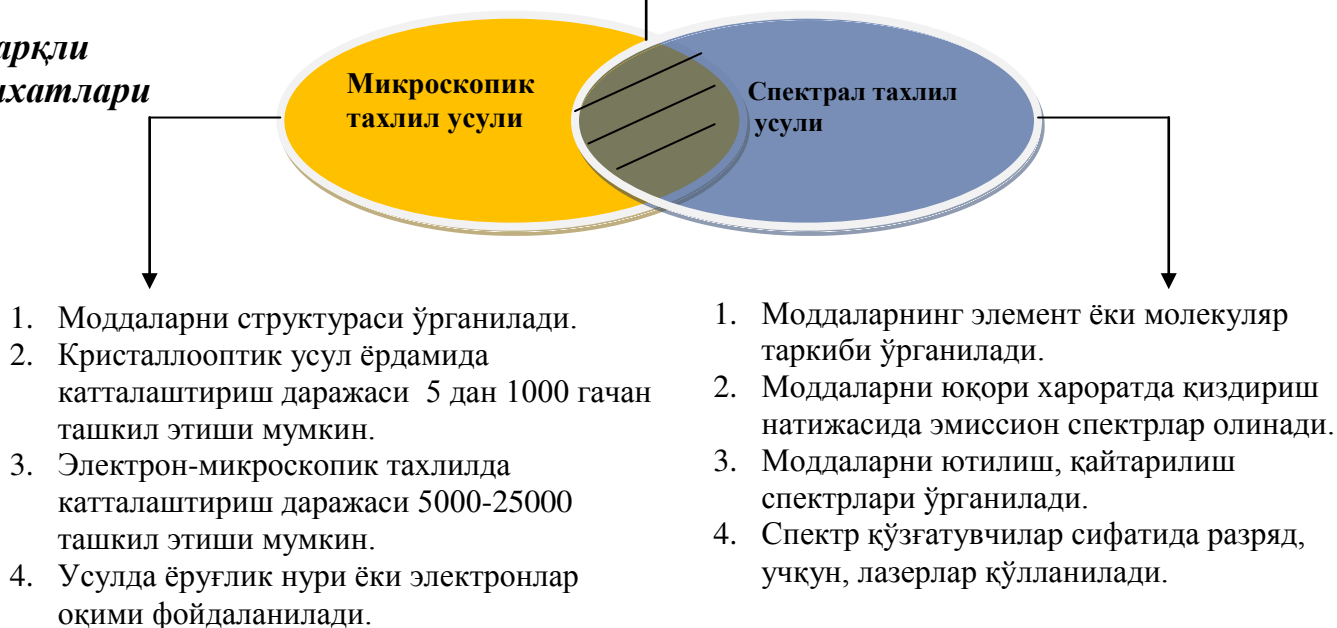 арқли
ихатлари
Микроскопик
тахлил усули
Спектрал тахлил
усули
1. Моддаларни структураси ўрганилади.
2. Кристаллооптик усул ёрдамида
катталаштириш даражаси 5 дан 1000 гачан
ташкил этиши мумкин.
3. Электрон-микроскопик тахлилда
катталаштириш даражаси 5000-25000
ташкил этиши мумкин.
4. Усулда ёруғлик нури ёки электронлар
оқими фойдаланилади.
1. Моддаларнинг элемент ёки молекуляр
таркиби ўрганилади.
2. Моддаларни юқори хароратда қиздириш
натижасида эмиссион спектрлар олинади.
3. Моддаларни ютилиш, қайтарилиш
спектрлари ўрганилади.
4. Спектр қўзғатувчилар сифатида разряд,
учқун, лазерлар қўлланилади.